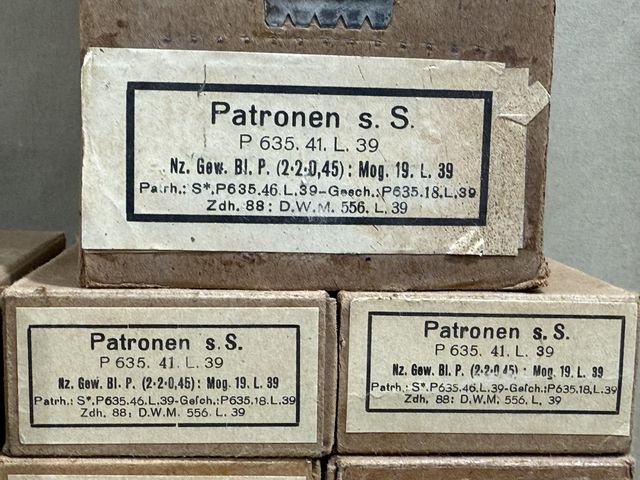 Patronen s. S.
P 635. 41. L. 39
Nz. Gew. Bl. P. (2·2·0,45): Mog. 19. L. 39
Patrh.: S*. P635.46.L.39-Gesch.: P635.18.L.39
Zdh. 88: D.W.M. 556. L. 39
Patronen s. S.
P 635. 41. L. 39
Nz. Gew. Bl. P. (2·2·0,45): Mog. 19. L. 39
Patrh.: S*. P635.46.L.39-Gesch.: P635.18.L.39
Zdh. 88: D.W.M. 556. L. 39
Patronen s. S.
P 635. 41. L. 39
Nz. Gew. Bl. P. (2·2·0,45): Mog. 19. L. 39
Patrh.: S*. P635.46.L.39-Gesch.: P635.18.L.39
Zdh. 88: D.W.M. 556. L. 39